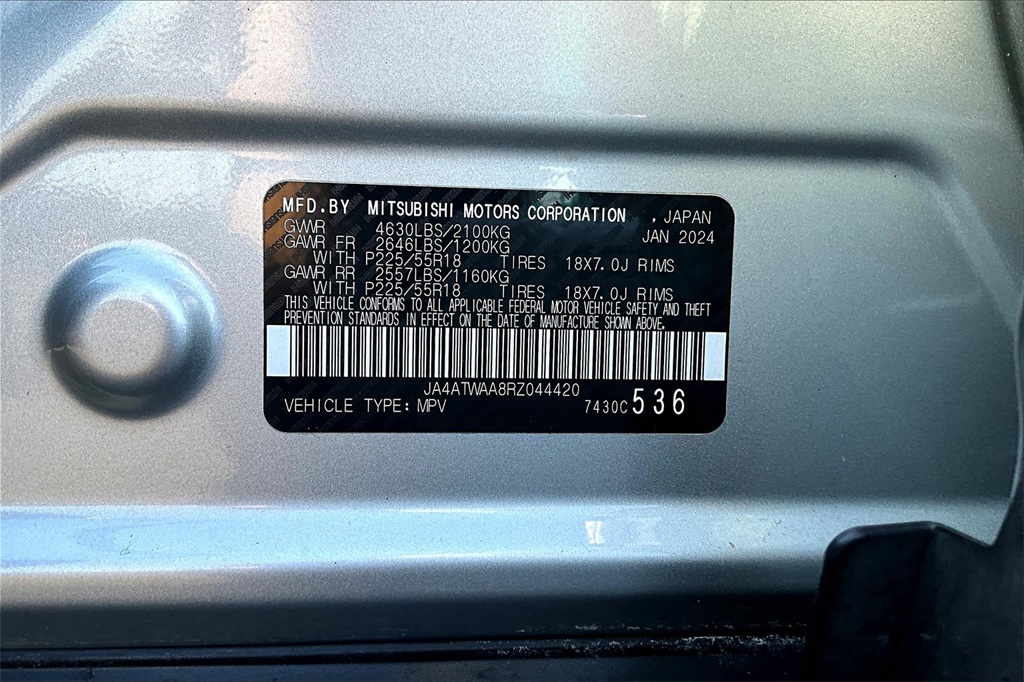 MFD.BY MITSUBISHI MOTORS CORPORATION , JAPAN
GVWR 4630LBS/2100KG JAN 2024
GAWR FR 2646LBS/1200KG
WITH P225/55R18 TIRES 18X7.0J RIMS
GAWR RR 2557LBS/1160KG
WITH P225/55R18 TIRES 18X7.0J RIMS
THIS VEHICLE CONFORMS TO ALL APPLICABLE FEDERAL MOTOR VEHICLE SAFETY AND THEFT
PREVENTION STANDARDS IN EFFECT ON THE DATE OF MANUFACTURE SHOWN ABOVE.
JA4ATWAA8RZ044420
VEHICLE TYPE: MPV 7430C 536